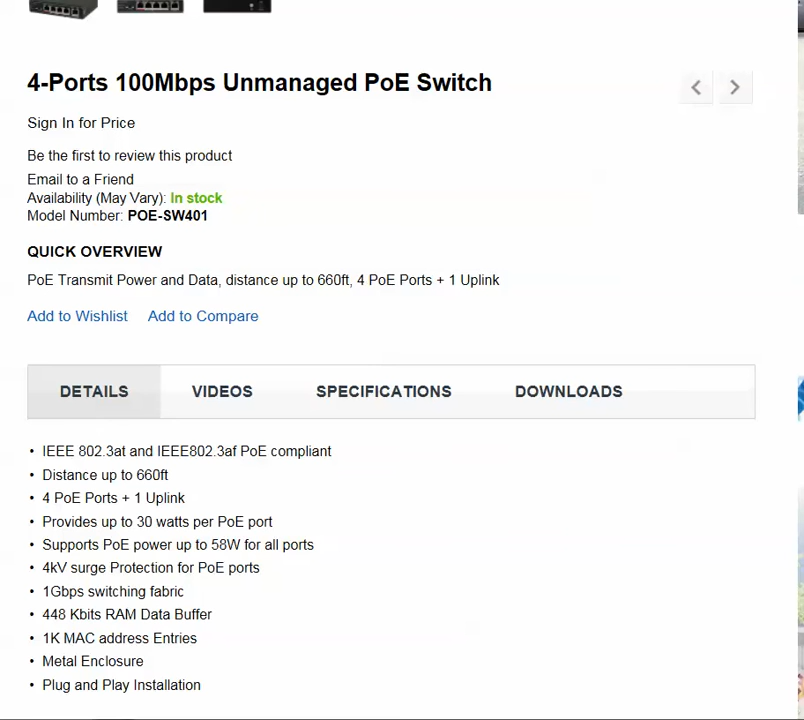 4-Ports 100Mbps Unmanaged PoE Switch
Sign In for Price
Be the first to review this product
Email to a Friend
Availability (May Vary): In stock
Model Number: POE-SW401
QUICK OVERVIEW
PoE Transmit Power and Data, distance up to 660ft, 4 PoE Ports + 1 Uplink
Add to Wishlist Add to Compare
DETAILS VIDEOS SPECIFICATIONS DOWNLOADS
• IEEE 802.3at and IEEE802.3af PoE compliant
• Distance up to 660ft
• 4 PoE Ports + 1 Uplink
• Provides up to 30 watts per PoE port
• Supports PoE power up to 58W for all ports
• 4kV surge Protection for PoE ports
• 1Gbps switching fabric
• 448 Kbits RAM Data Buffer
• 1K MAC address Entries
• Metal Enclosure
• Plug and Play Installation